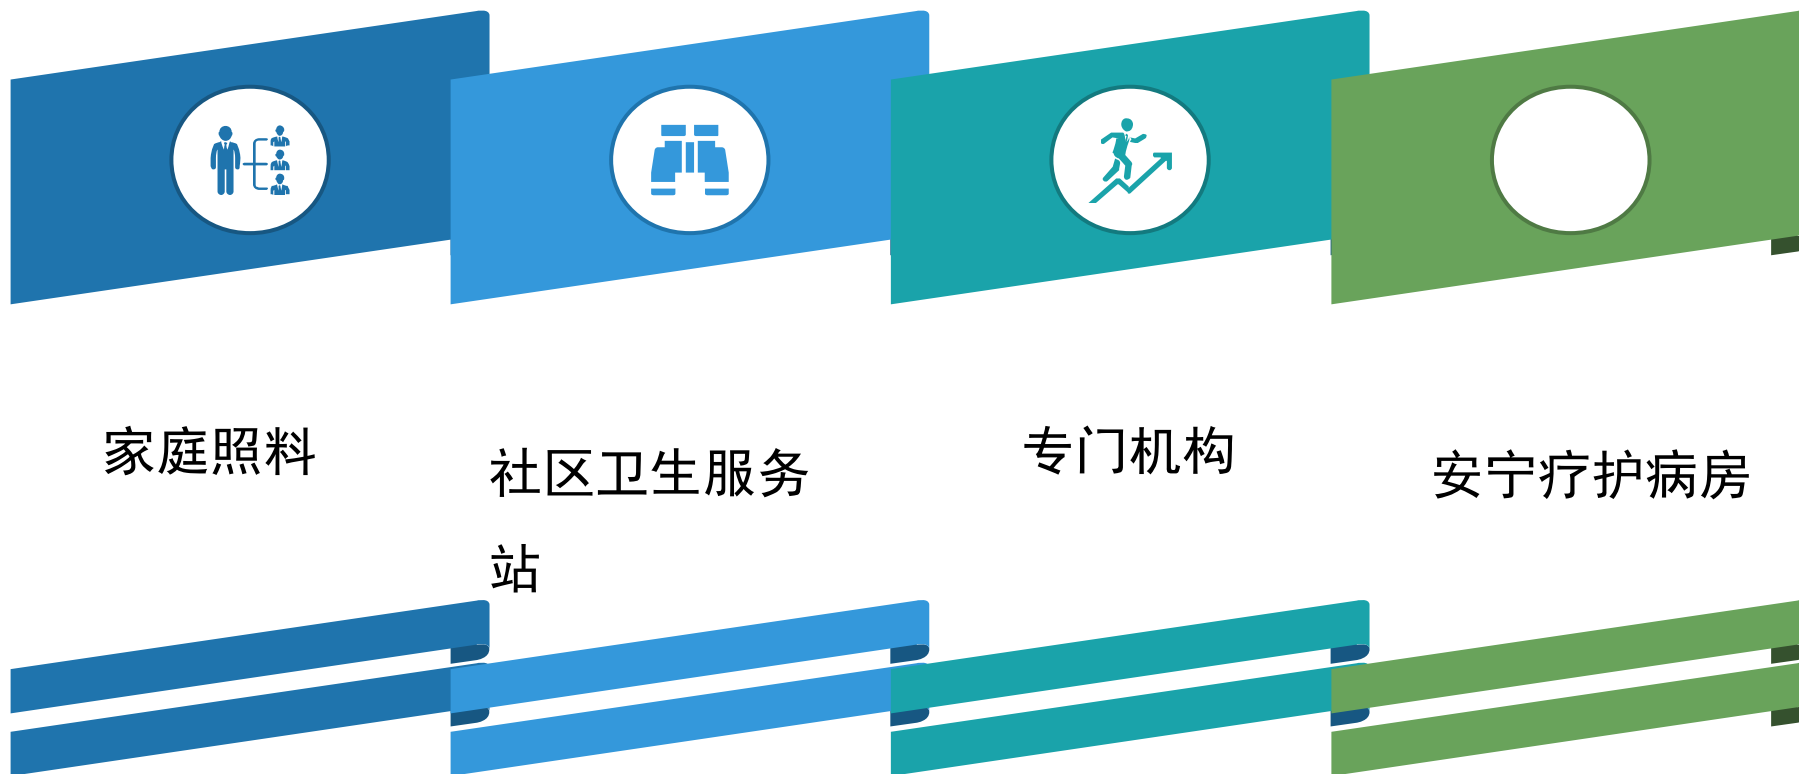 家庭照料
社区卫生服务
站
专门机构
安宁疗护病房